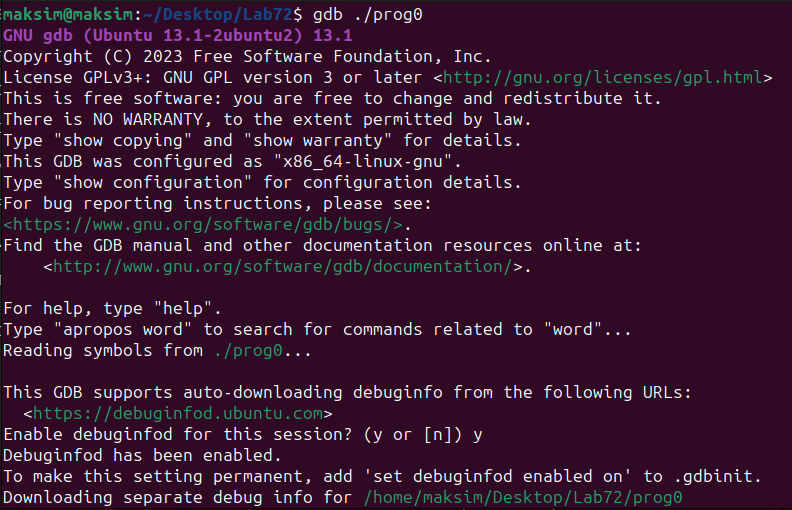 maksim@maksim:~/Desktop/Lab72$ gdb ./prog0
GNU gdb (Ubuntu 13.1-2ubuntu2) 13.1
Copyright (C) 2023 Free Software Foundation, Inc.
License GPLv3+: GNU GPL version 3 or later <http://gnu.org/licenses/gpl.html>
This is free software: you are free to change and redistribute it.
There is NO WARRANTY, to the extent permitted by law.
Type "show copying" and "show warranty" for details.
This GDB was configured as "x86_64-linux-gnu".
Type "show configuration" for configuration details.
For bug reporting instructions, please see:
<https://www.gnu.org/software/gdb/bugs/>.
Find the GDB manual and other documentation resources online at:
    <http://www.gnu.org/software/gdb/documentation/>.

For help, type "help".
Type "apropos word" to search for commands related to "word"...
Reading symbols from ./prog0...

This GDB supports auto-downloading debuginfo from the following URLs:
  <https://debuginfod.ubuntu.com>
Enable debuginfod for this session? (y or [n]) y
Debuginfod has been enabled.
To make this setting permanent, add 'set debuginfod enabled on' to .gdbinit.
Downloading separate debug info for /home/maksim/Desktop/Lab72/prog0